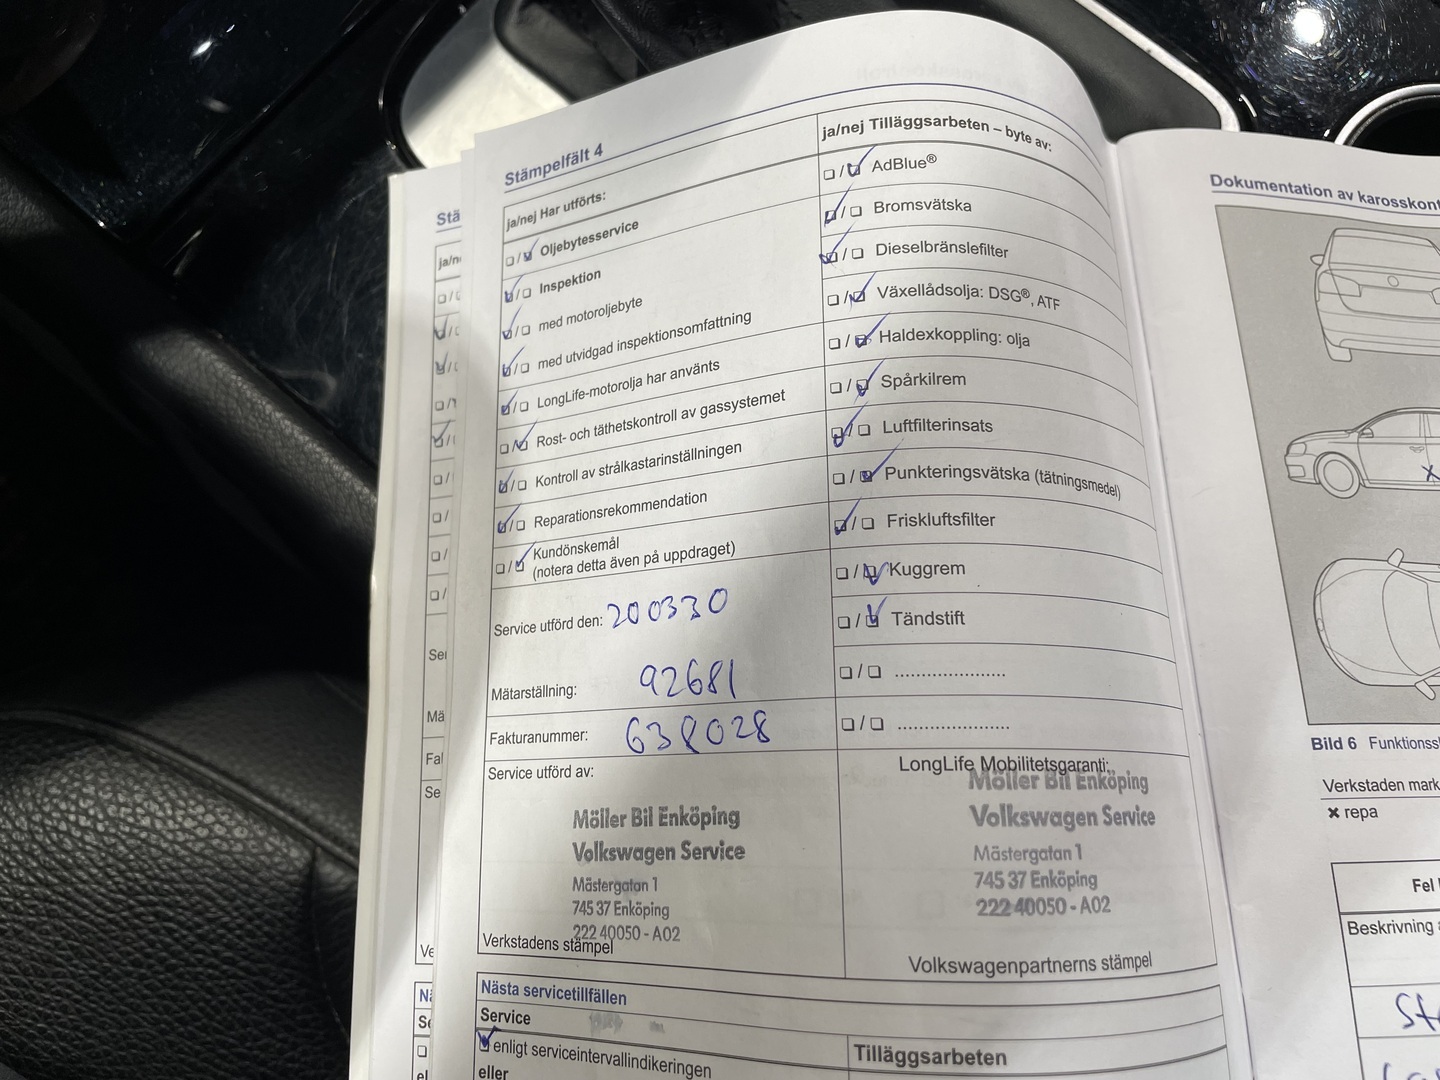 Stämpelfält 4
ja/nej Har utförts:
❏/❏ Oljebytesservice
❏/❏ Inspektion
❏/❏ med motoroljebyte
❏/❏ med utvidgad inspektionsomfattning
❏/❏ LongLife-motorolja har använts
❏/❏ Rost- och täthetskontroll av gassystemet
❏/❏ Kontroll av strålkastarinställningen
❏/❏ Reparationsrekommendation
❏/❏ Kundönskemål
(notera detta även på uppdraget)
Service utförd den: 200330
Mätarställning: 92681
Fakturanummer: 638028
Service utförd av:
Möller Bil Enköping
Volkswagen Service
Mästergatan 1
745 37 Enköping
222 40050 - A02
Verkstadens stämpel
ja/nej Tilläggsarbeten – byte av:
❏/❏ AdBlue®
❏/❏ Bromsvätska
❏/❏ Dieselbränslefilter
❏/❏ Växellådsolja: DSG®, ATF
❏/❏ Haldexkoppling: olja
❏/❏ Spårkilrem
❏/❏ Luftfilterinsats
❏/❏ Punkteringsvätska (tätningsmedel)
❏/❏ Friskluftsfilter
❏/❏ Kuggrem
❏/❏ Tändstift
❏/❏ ......................
❏/❏ ......................
LongLife Mobilitetsgaranti:
Möller Bil Enköping
Volkswagen Service
Mästergatan 1
745 37 Enköping
222 40050 - A02
Volkswagenpartnerns stämpel
Nästa servicetillfällen
Service
❏ enligt serviceintervallindikeringen
eller
Tilläggsarbeten
Dokumentation av karosskont
Bild 6 Funktionss
Verkstaden mark
✖ repa
Fel
Beskrivning